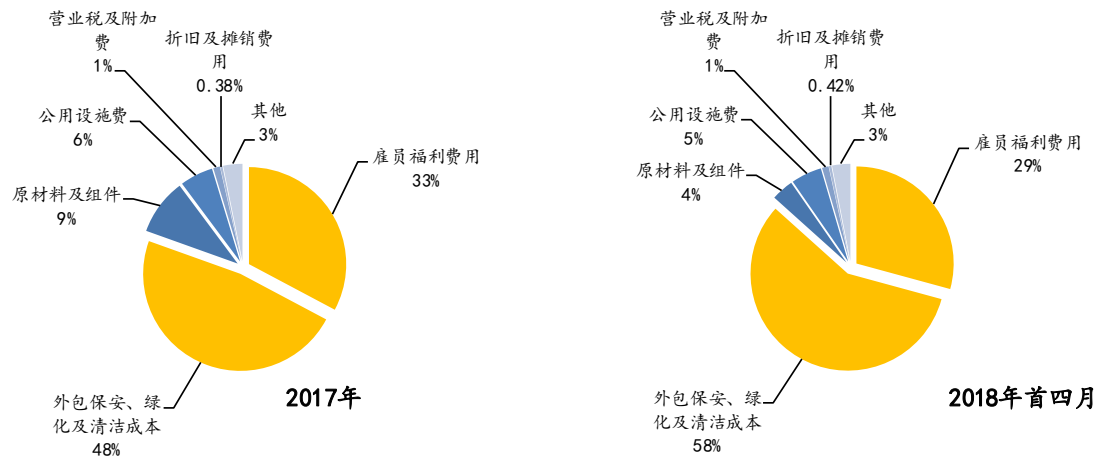 营业税及附加
费
1%
折旧及摊销费
用
0.38%
其他
3%
公用设施费
6%
原材料及组件
9%
雇员福利费用
33%
外包保安、绿
化及清洁成本
48%
2017年
营业税及附加
费
1%
折旧及摊销费
用
0.42%
其他
3%
公用设施费
5%
原材料及组件
4%
雇员福利费用
29%
外包保安、绿
化及清洁成本
58%
2018年首四月